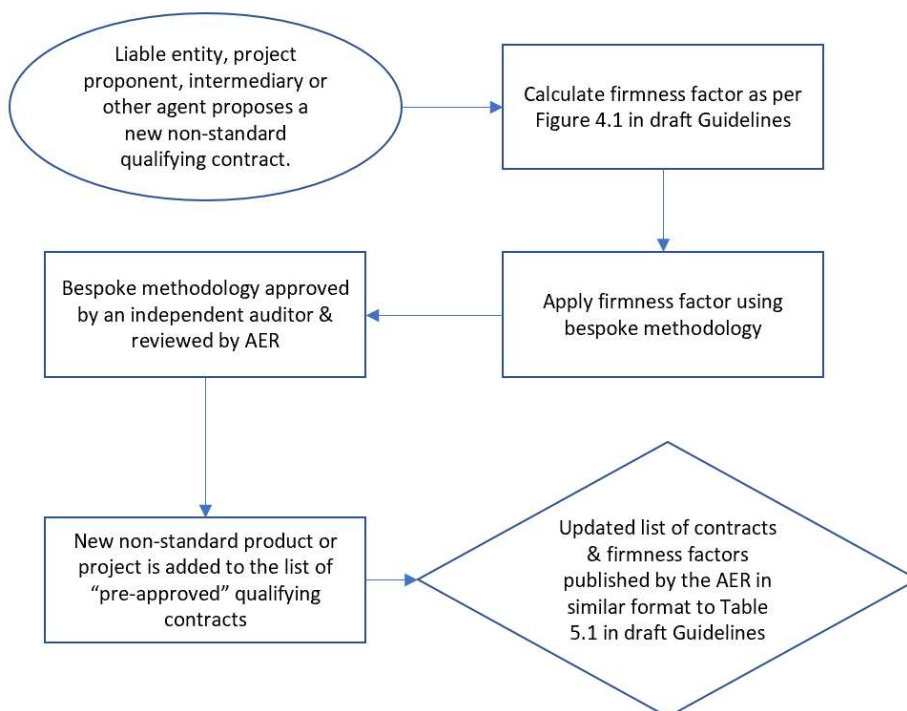 Liable entity, project
proponent, intermediary or
other agent proposes a
new non-standard
qualifying contract.
Calculate firmness factor as per
Figure 4.1 in draft Guidelines
Apply firmness factor using
bespoke methodology
Bespoke methodology approved
by an independent auditor &
reviewed by AER
New non-standard product or
project is added to the list of
“pre-approved” qualifying
contracts
Updated list of contracts
& firmness factors
published by the AER in
similar format to Table
5.1 in draft Guidelines